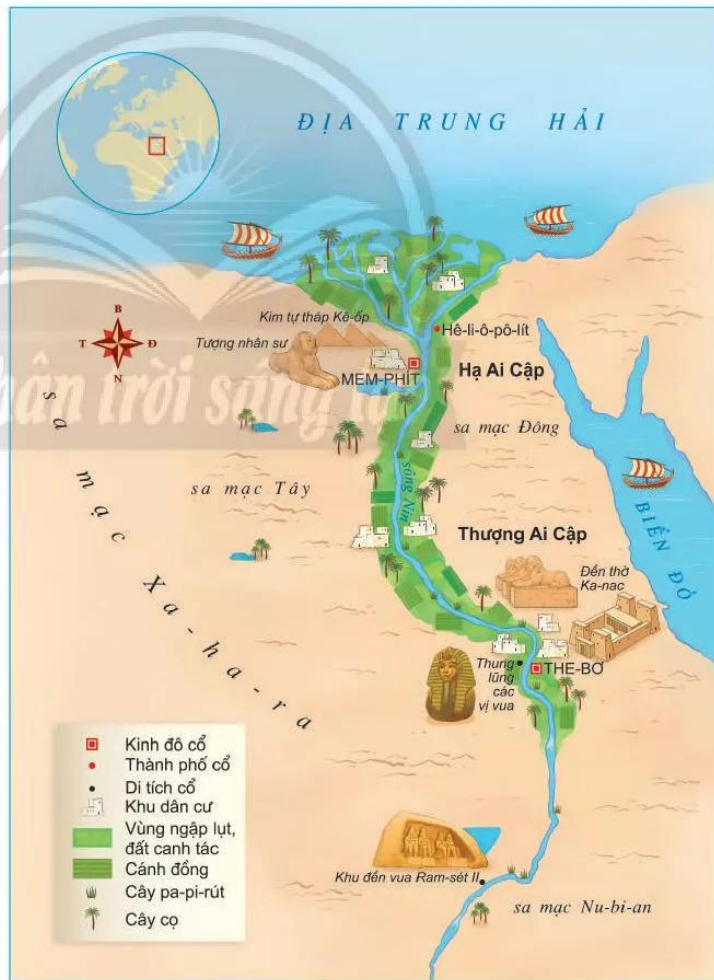 ĐỊA TRUNG HẢI
Kim tự tháp Kê-ốp
Tượng nhân sư
Hê-li-ô-pô-lít
MEM-PHÍT
Hạ Ai Cập
B
T
Đ
N
chân trời sáng tạo
sa mạc Đông
sa mạc Tây
sông Nin
sa mạc Xa-ha-ra
Thượng Ai Cập
BIỂN ĐỎ
Đền thờ
Ka-nac
Thung
lũng
các
vị vua
THE-BƠ
Kinh đô cổ
Thành phố cổ
Di tích cổ
Khu dân cư
Vùng ngập lụt,
đất canh tác
Cánh đồng
Cây pa-pi-rút
Cây cọ
Khu đền vua Ram-sét II
sa mạc Nu-bi-an